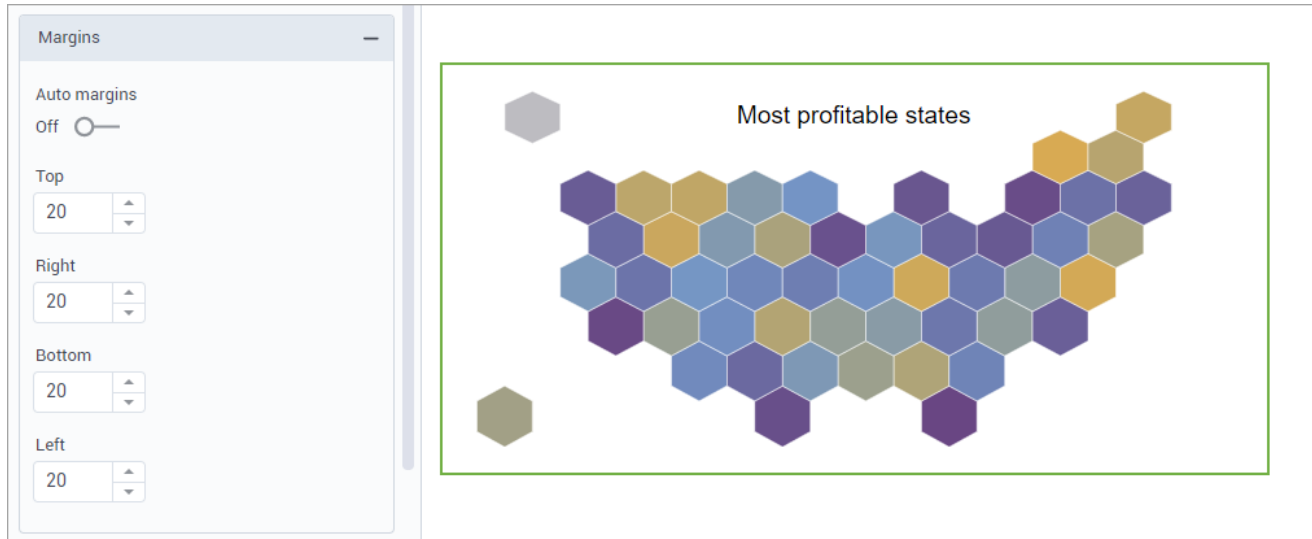 Margins
Auto margins
Off
Top
20
Right
20
Bottom
20
Left
20
Most profitable states